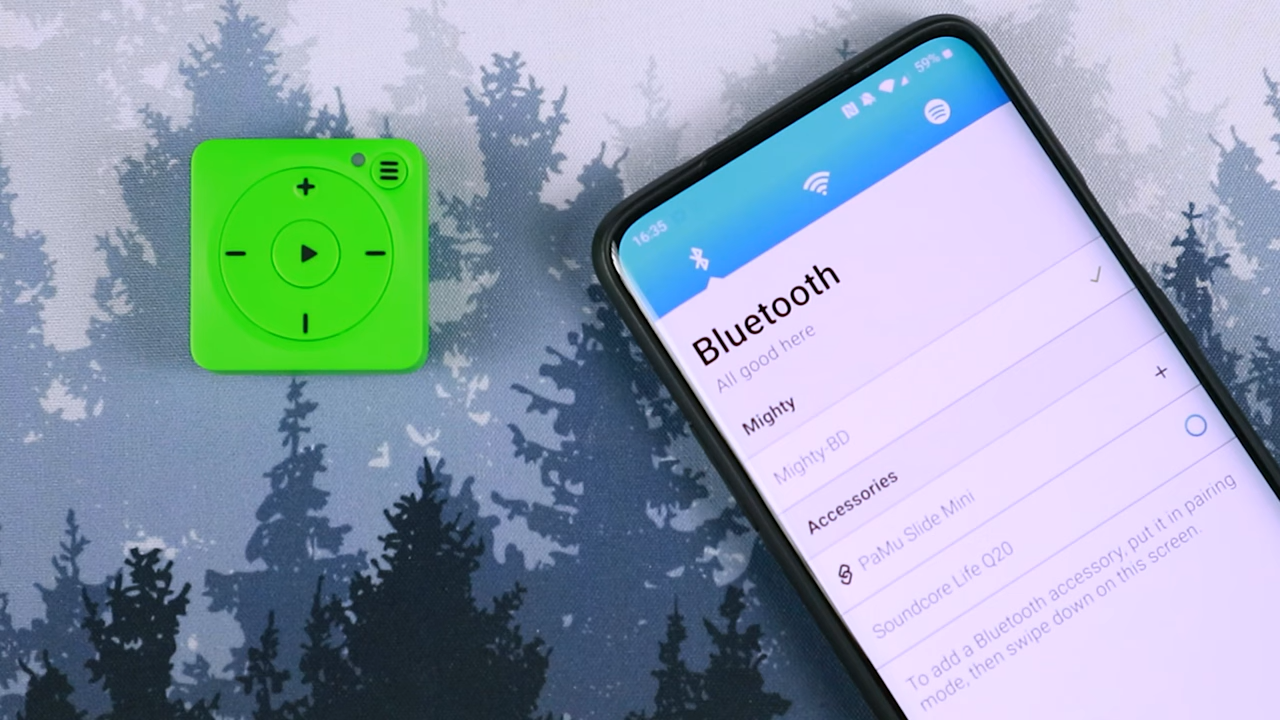 16:35
59%
Bluetooth
All good here
Mighty
Mighty-BD
Accessories
PaMu Slide Mini
Soundcore Life Q20
To add a Bluetooth accessory, put it in pairing
mode, then swipe down on this screen.